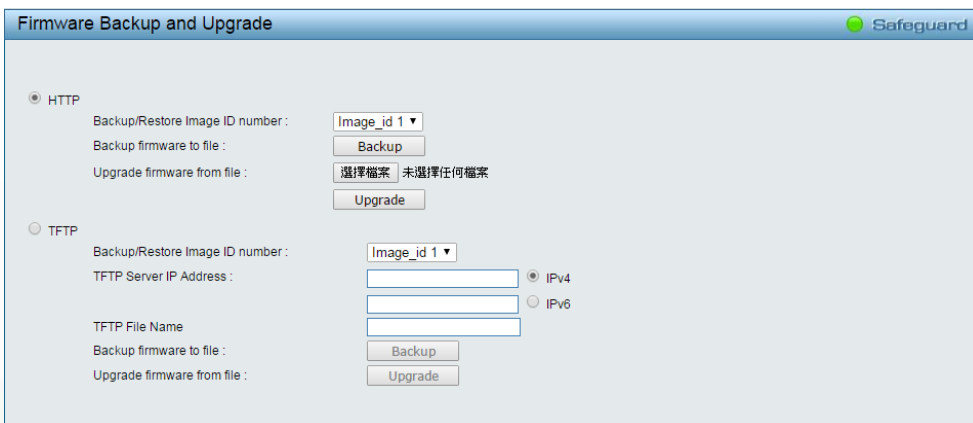 Firmware Backup and Upgrade Safeguard
HTTP
Backup/Restore Image ID number : Image_id 1
Backup firmware to file : Backup
Upgrade firmware from file : 選擇檔案 未選擇任何檔案
Upgrade
TFTP
Backup/Restore Image ID number : Image_id 1
TFTP Server IP Address : IPv4
IPv6
TFTP File Name
Backup firmware to file : Backup
Upgrade firmware from file : Upgrade